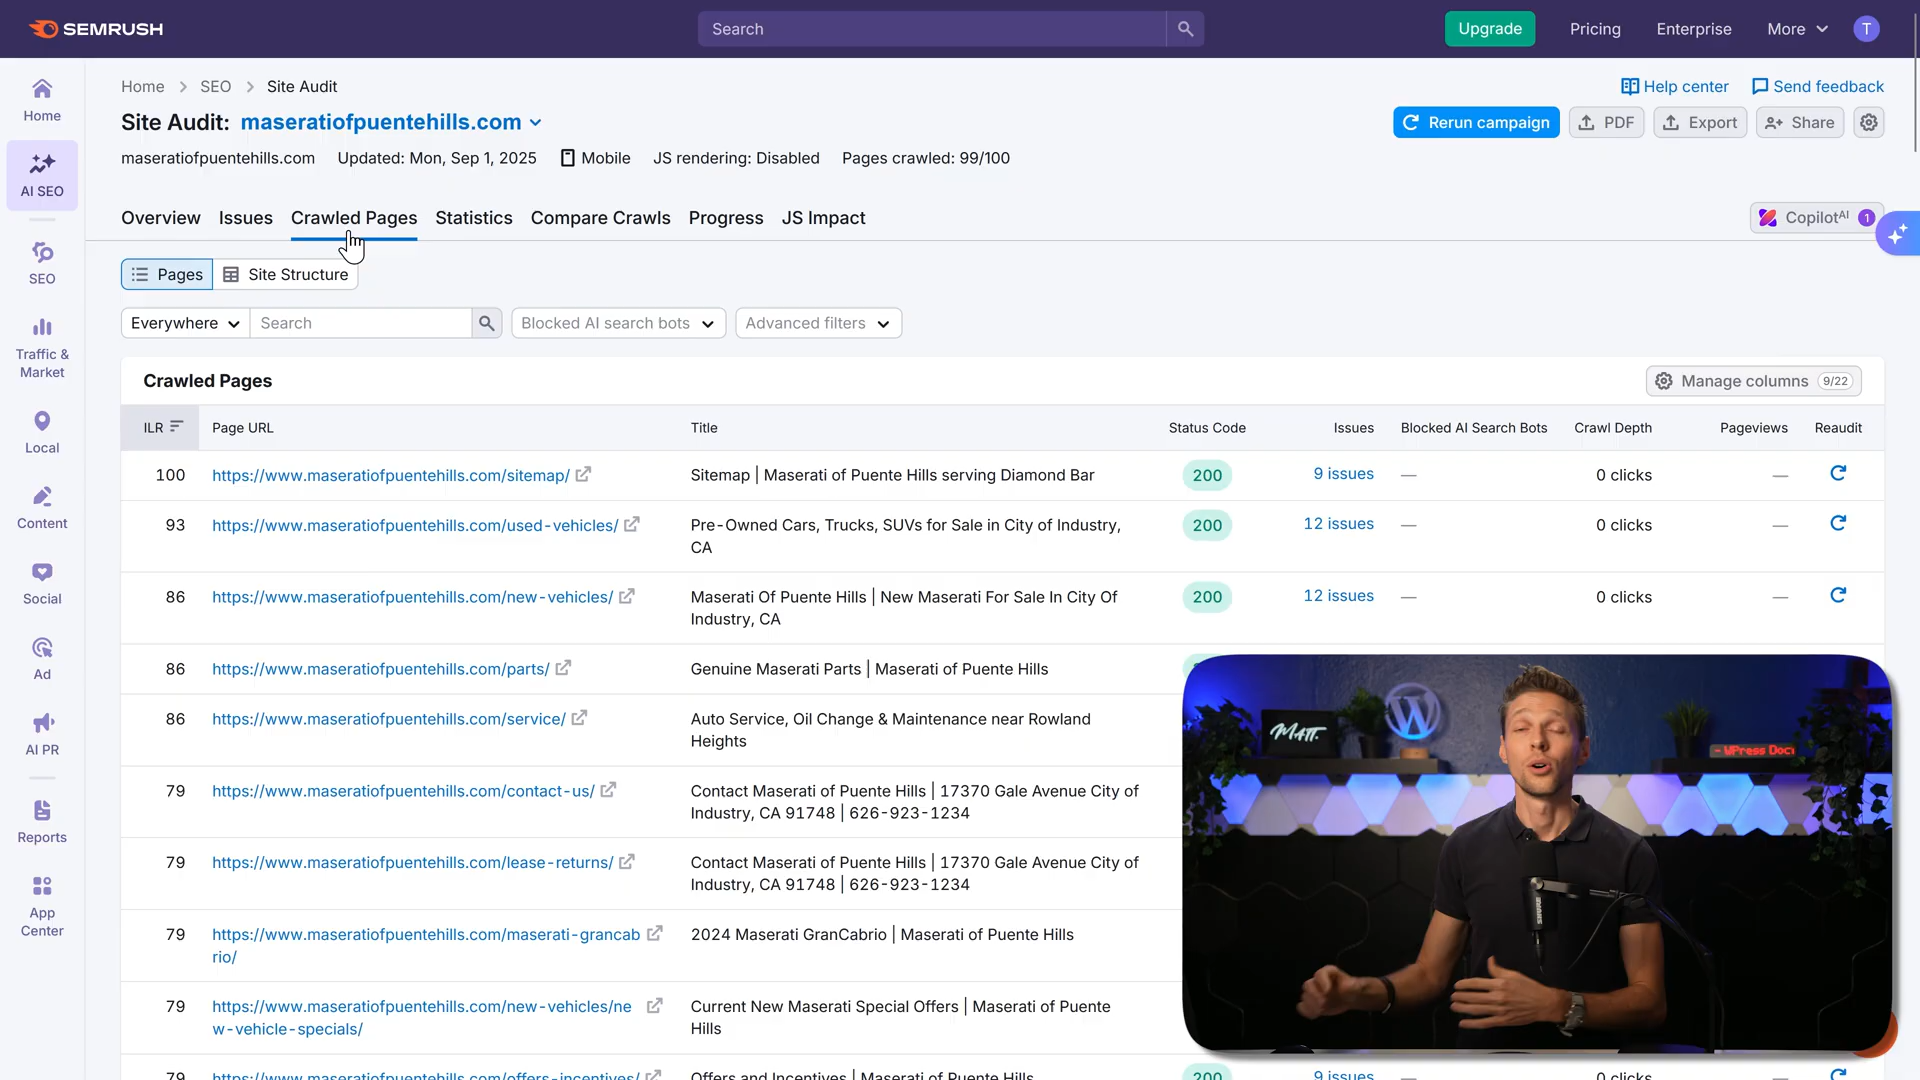 SEMRUSH
Search
Upgrade
Pricing
Enterprise
More
T
Home
AI SEO
SEO
Traffic &
Market
Local
Content
Social
Ad
AI PR
Reports
App
Center
Home > SEO > Site Audit
Help center
Send feedback
Site Audit: maseratiofpuentehills.com
Rerun campaign
PDF
Export
Share
maseratiofpuentehills.com Updated: Mon, Sep 1, 2025 Mobile JS rendering: Disabled Pages crawled: 99/100
Overview Issues Crawled Pages Statistics Compare Crawls Progress JS Impact
Copilot AI 1
Pages Site Structure
Everywhere Search Blocked AI search bots Advanced filters
Crawled Pages
Manage columns 9/22
ILR Page URL Title Status Code Issues Blocked AI Search Bots Crawl Depth Pageviews Reaudit
100 https://www.maseratiofpuentehills.com/sitemap/ Sitemap | Maserati of Puente Hills serving Diamond Bar 200 9 issues — 0 clicks —
93 https://www.maseratiofpuentehills.com/used-vehicles/ Pre-Owned Cars, Trucks, SUVs for Sale in City of Industry, 200 12 issues — 0 clicks —
CA
86 https://www.maseratiofpuentehills.com/new-vehicles/ Maserati Of Puente Hills | New Maserati For Sale In City Of 200 12 issues — 0 clicks —
Industry, CA
86 https://www.maseratiofpuentehills.com/parts/ Genuine Maserati Parts | Maserati of Puente Hills
86 https://www.maseratiofpuentehills.com/service/ Auto Service, Oil Change & Maintenance near Rowland
Heights
79 https://www.maseratiofpuentehills.com/contact-us/ Contact Maserati of Puente Hills | 17370 Gale Avenue City of
Industry, CA 91748 | 626-923-1234
79 https://www.maseratiofpuentehills.com/lease-returns/ Contact Maserati of Puente Hills | 17370 Gale Avenue City of
Industry, CA 91748 | 626-923-1234
79 https://www.maseratiofpuentehills.com/maserati-grancab 2024 Maserati GranCabrio | Maserati of Puente Hills
rio/
79 https://www.maseratiofpuentehills.com/new-vehicles/ne Current New Maserati Special Offers | Maserati of Puente
w-vehicle-specials/ Hills
79 https://www.maseratiofpuentehills.com/offers-incentives/ Offers and Incentives | Maserati of Puente Hills 200 9 issues 0 clicks
MATT.
WPress Doct
SHURE